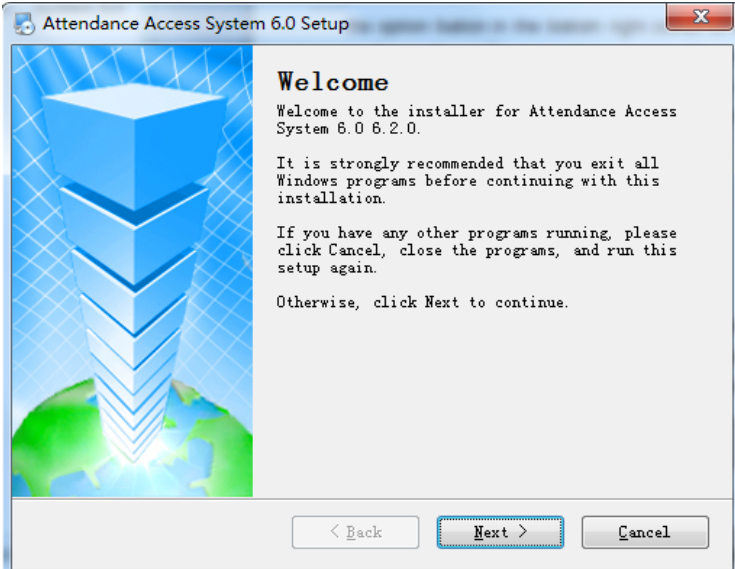 Attendance Access System 6.0 Setup
Welcome
Welcome to the installer for Attendance Access
System 6.0 6.2.0.
It is strongly recommended that you exit all
Windows programs before continuing with this
installation.
If you have any other programs running, please
click Cancel, close the programs, and run this
setup again.
Otherwise, click Next to continue.
< Back
Next >
Cancel